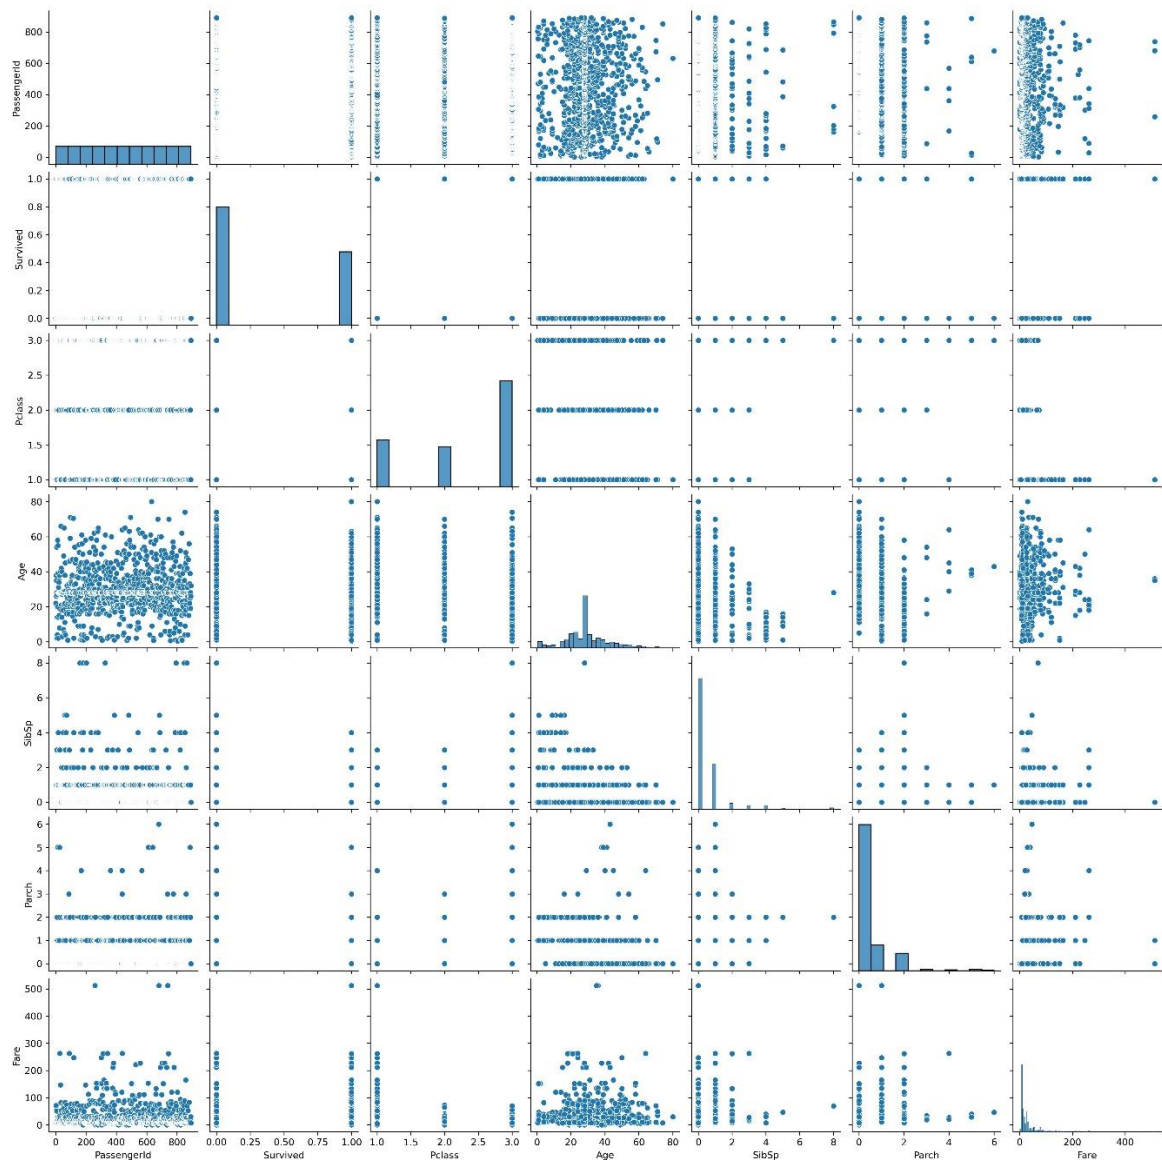 800
600
400
200
0
PassengerId
1.0
0.8
0.6
0.4
0.2
0.0
Survived
3.0
2.5
2.0
1.5
1.0
Pclass
80
60
40
20
0
Age
8
6
4
2
0
SibSp
6
5
4
3
2
1
0
Parch
500
400
300
200
100
0
Fare
0 200 400 600 800
0.00 0.25 0.50 0.75 1.00
1.0 1.5 2.0 2.5 3.0
0 20 40 60 80
0 2 4 6 8
0 2 4 6
0 200 400
PassengerId Survived Pclass Age SibSp Parch Fare